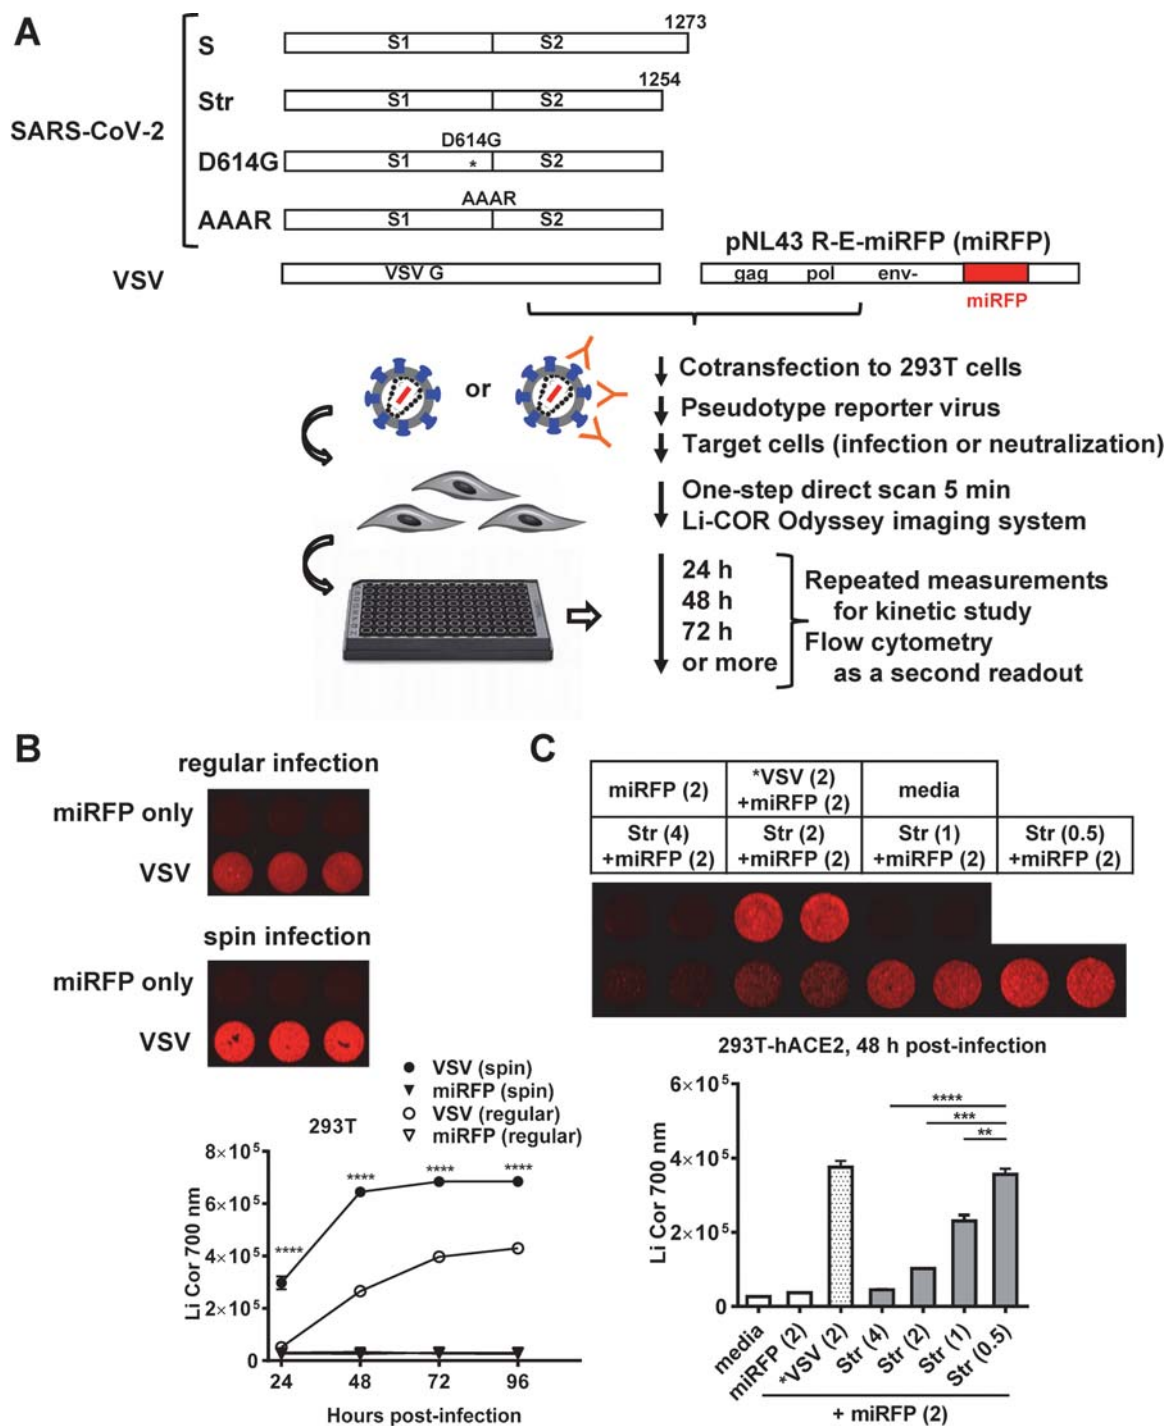 A
1273
S
S1
S2
1254
Str
S1
S2
SARS-CoV-2
D614G
D614G
S1
*
S2
AAAR
AAAR
S1
S2
pNL43 R-E-miRFP (miRFP)
VSV
VSV G
gag
pol
env-
miRFP
or
Cotransfection to 293T cells
Pseudotype reporter virus
Target cells (infection or neutralization)
One-step direct scan 5 min
Li-COR Odyssey imaging system
24 h
48 h
72 h
or more
Repeated measurements
for kinetic study
Flow cytometry
as a second readout
B
regular infection
miRFP only
VSV
spin infection
miRFP only
VSV
VSV (spin)
miRFP (spin)
VSV (regular)
miRFP (regular)
293T
8×10⁵
6×10⁵
4×10⁵
2×10⁵
0
Li Cor 700 nm
****
****
****
****
24
48
72
96
Hours post-infection
C
miRFP (2)
*VSV (2)
+miRFP (2)
media
Str (4)
+miRFP (2)
Str (2)
+miRFP (2)
Str (1)
+miRFP (2)
Str (0.5)
+miRFP (2)
293T-hACE2, 48 h post-infection
6×10⁵
4×10⁵
2×10⁵
0
Li Cor 700 nm
****
***
**
media
miRFP (2)
*VSV (2)
Str (4)
Str (2)
Str (1)
Str (0.5)
+ miRFP (2)